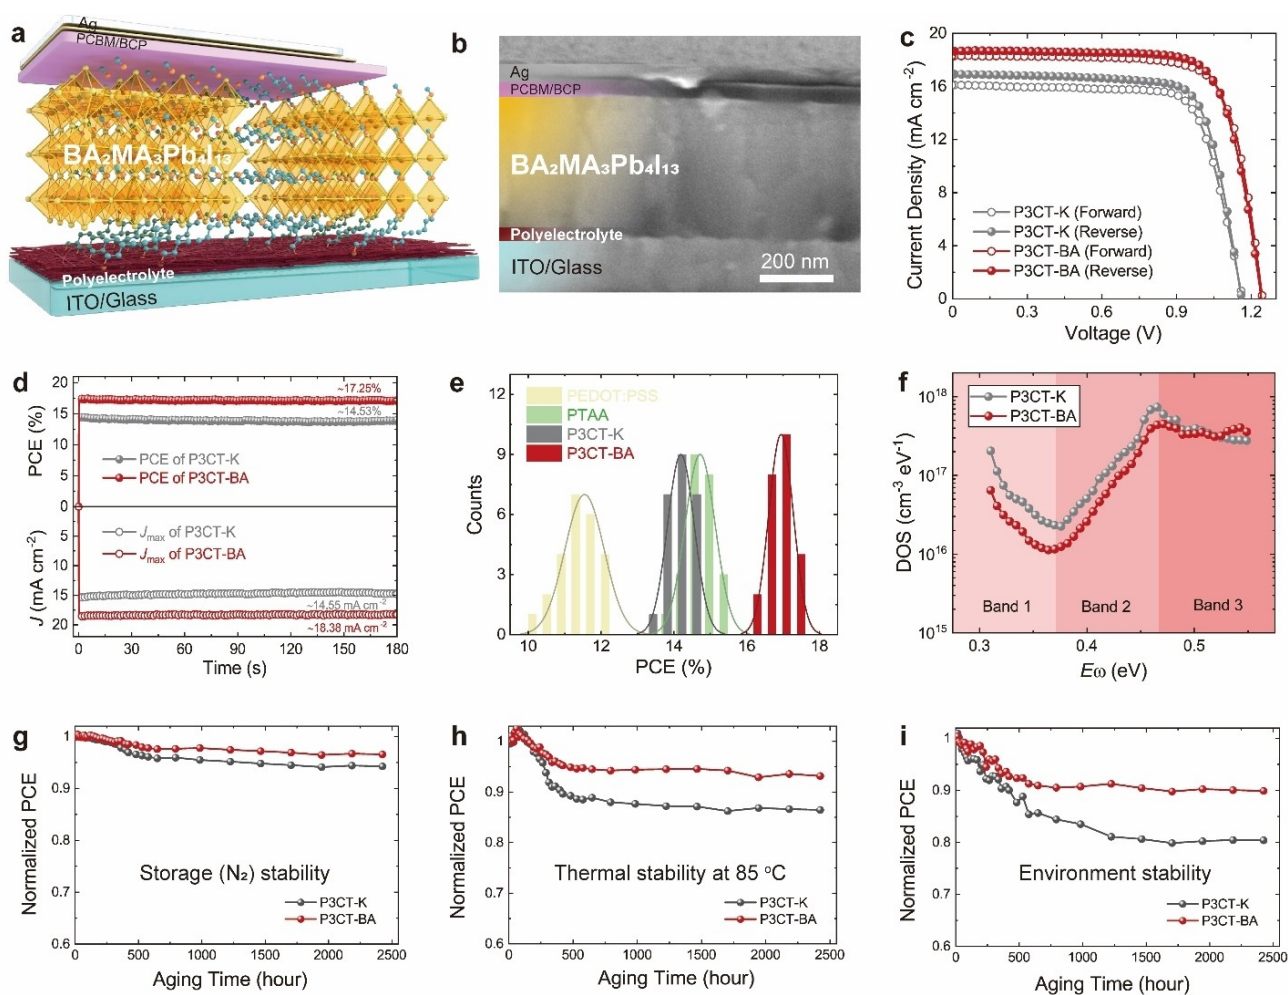 a
Ag
PCBM/BCP
BA₂MA₃Pb₄I₁₃
Polyelectrolyte
ITO/Glass
b
Ag
PCBM/BCP
BA₂MA₃Pb₄I₁₃
Polyelectrolyte
ITO/Glass
200 nm
c
20
16
12
8
4
0
Current Density (mA cm⁻²)
P3CT-K (Forward)
P3CT-K (Reverse)
P3CT-BA (Forward)
P3CT-BA (Reverse)
0 0.3 0.6 0.9 1.2
Voltage (V)
d
20
15
10
5
0
5
10
15
20
PCE (%)
J (mA cm⁻²)
~17.25%
~14.53%
PCE of P3CT-K
PCE of P3CT-BA
Jmax of P3CT-K
Jmax of P3CT-BA
~14.55 mA cm⁻²
~18.38 mA cm⁻²
0 30 60 90 120 150 180
Time (s)
e
12
9
6
3
0
Counts
PEDOT:PSS
PTAA
P3CT-K
P3CT-BA
10 12 14 16 18
PCE (%)
f
10¹⁸
10¹⁷
10¹⁶
10¹⁵
DOS (cm⁻³ eV⁻¹)
P3CT-K
P3CT-BA
Band 1 Band 2 Band 3
0.3 0.4 0.5
Eω (eV)
g
1
0.9
0.8
0.7
0.6
Normalized PCE
Storage (N₂) stability
P3CT-K
P3CT-BA
0 500 1000 1500 2000 2500
Aging Time (hour)
h
1
0.9
0.8
0.7
0.6
Normalized PCE
Thermal stability at 85 °C
P3CT-K
P3CT-BA
0 500 1000 1500 2000 2500
Aging Time (hour)
i
1
0.9
0.8
0.7
0.6
Normalized PCE
Environment stability
P3CT-K
P3CT-BA
0 500 1000 1500 2000 2500
Aging Time (hour)